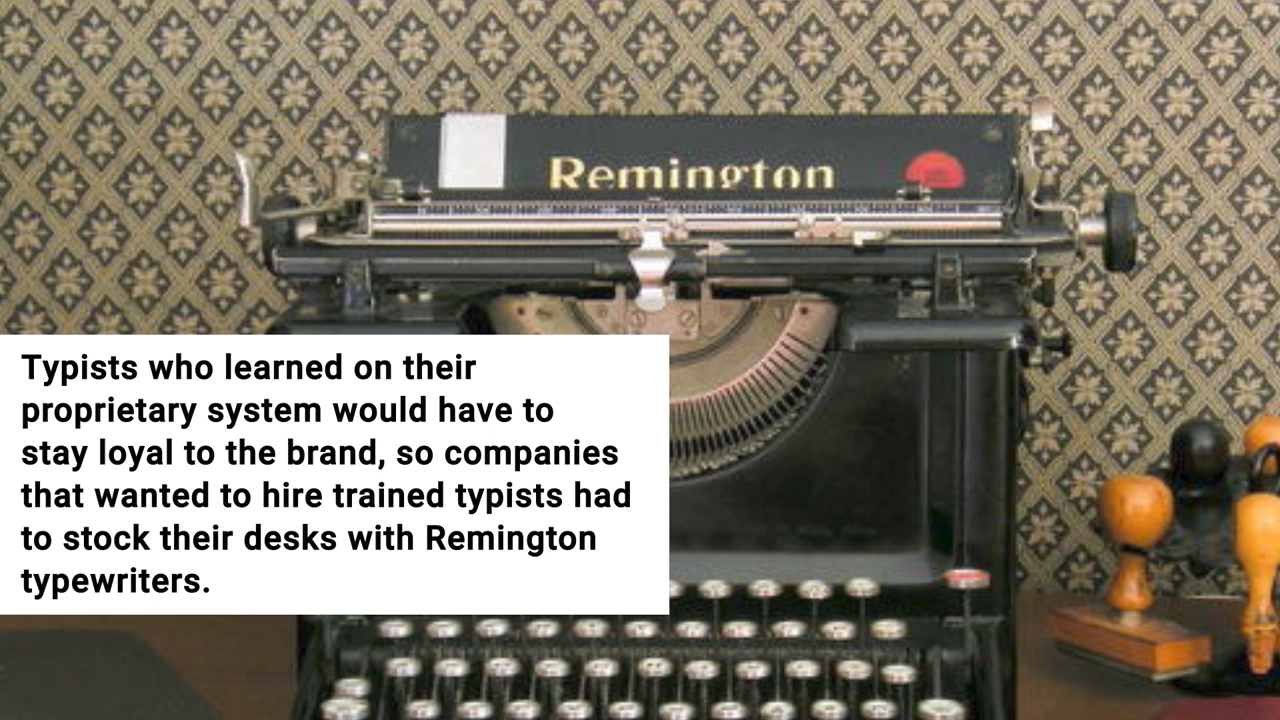 Remington
Typists who learned on their
proprietary system would have to
stay loyal to the brand, so companies
that wanted to hire trained typists had
to stock their desks with Remington
typewriters.